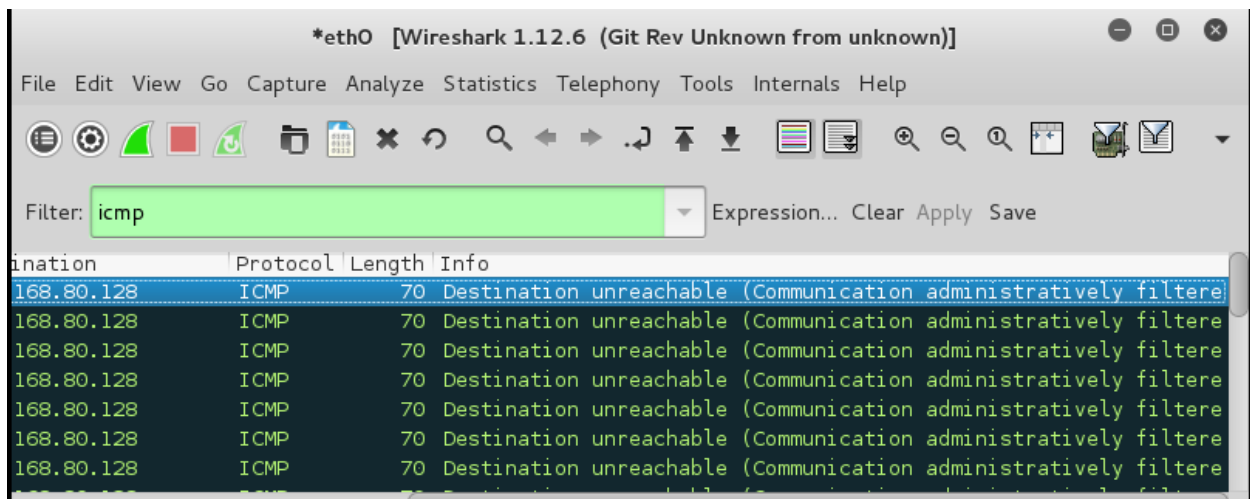 *eth0 [Wireshark 1.12.6 (Git Rev Unknown from unknown)]
File Edit View Go Capture Analyze Statistics Telephony Tools Internals Help
Filter: icmp Expression... Clear Apply Save
ination Protocol Length Info
168.80.128 ICMP 70 Destination unreachable (Communication administratively filtere
168.80.128 ICMP 70 Destination unreachable (Communication administratively filtere
168.80.128 ICMP 70 Destination unreachable (Communication administratively filtere
168.80.128 ICMP 70 Destination unreachable (Communication administratively filtere
168.80.128 ICMP 70 Destination unreachable (Communication administratively filtere
168.80.128 ICMP 70 Destination unreachable (Communication administratively filtere
168.80.128 ICMP 70 Destination unreachable (Communication administratively filtere